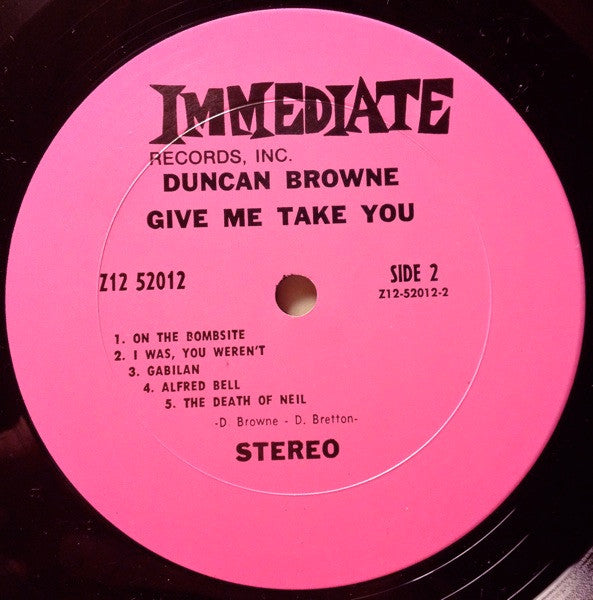 IMMEDIATE
RECORDS, INC.
DUNCAN BROWNE
GIVE ME TAKE YOU
Z12 52012
SIDE 2
Z12-52012-2
1. ON THE BOMBSITE
2. I WAS, YOU WEREN'T
3. GABILAN
4. ALFRED BELL
5. THE DEATH OF NEIL
-D. Browne - D. Bretton-
STEREO